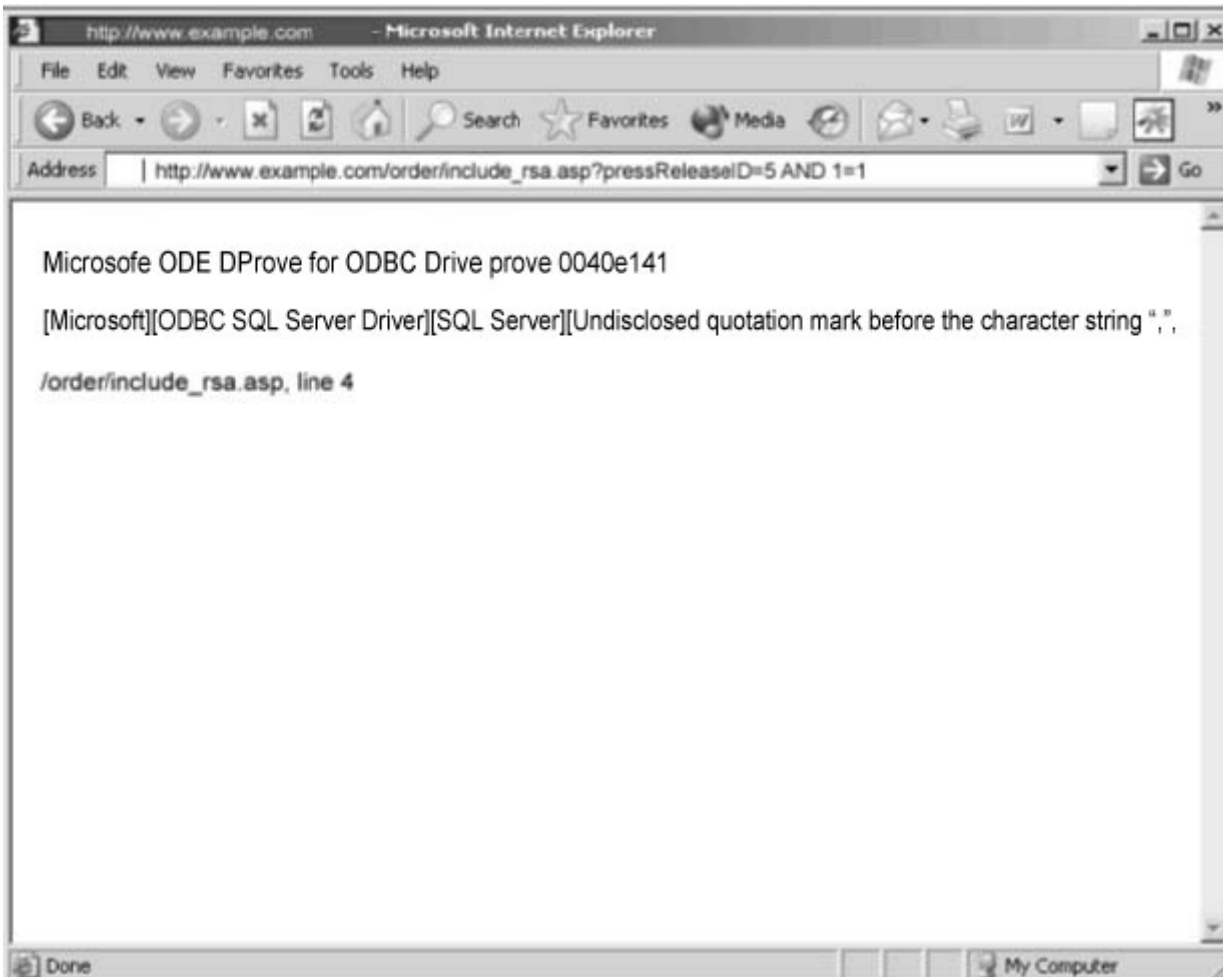 http://www.example.com - Microsoft Internet Explorer
File Edit View Favorites Tools Help
Back Search Favorites Media W »
Address http://www.example.com/order/include_rsa.asp?pressReleaseID=5 AND 1=1 Go
Microsofe ODE DProve for ODBC Drive prove 0040e141
[Microsoft][ODBC SQL Server Driver][SQL Server][Undisclosed quotation mark before the character string “,”,
/order/include_rsa.asp, line 4
Done My Computer